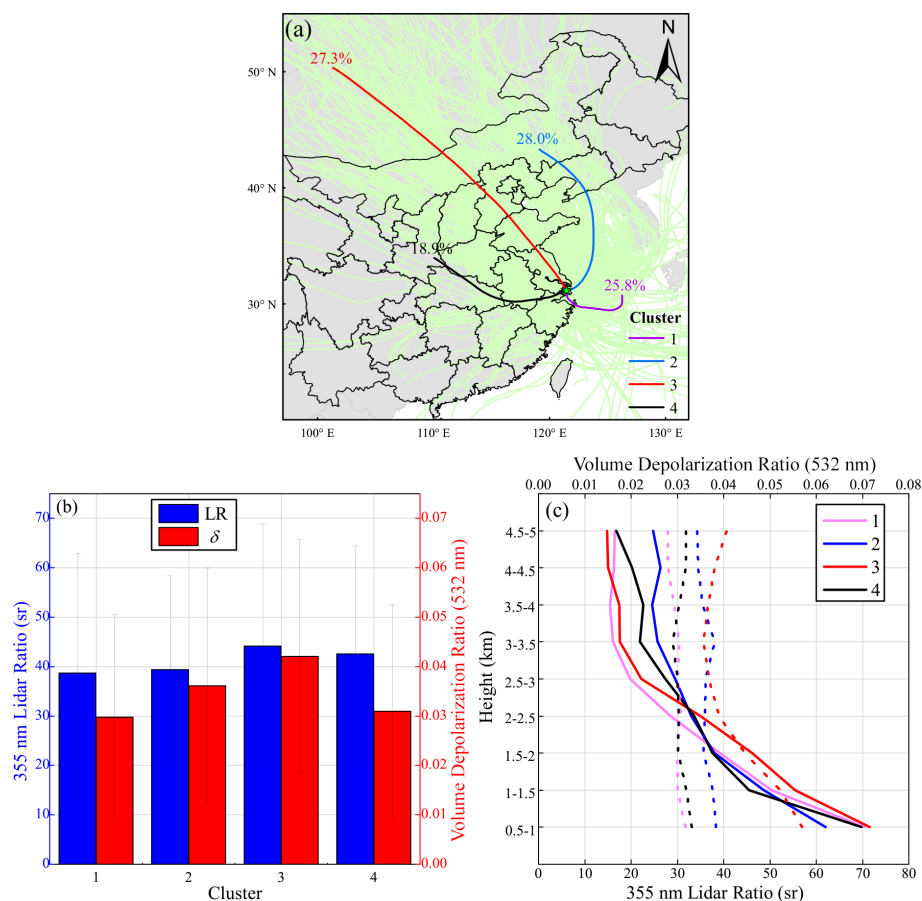 (a)
N
50° N
40° N
30° N
27.3%
28.0%
18.9%
25.8%
Cluster
1
2
3
4
100° E
110° E
120° E
130° E
(b)
LR
δ
70
60
50
40
30
20
10
0
355 nm Lidar Ratio (sr)
0.07
0.06
0.05
0.04
0.03
0.02
0.01
0.00
Volume Depolarization Ratio (532 nm)
1
2
3
4
Cluster
Volume Depolarization Ratio (532 nm)
0.00 0.01 0.02 0.03 0.04 0.05 0.06 0.07 0.08
(c)
1
2
3
4
4.5-5
4-4.5
3.5-4
3-3.5
2.5-3
2-2.5
1.5-2
1-1.5
0.5-1
Height (km)
0 10 20 30 40 50 60 70 80
355 nm Lidar Ratio (sr)